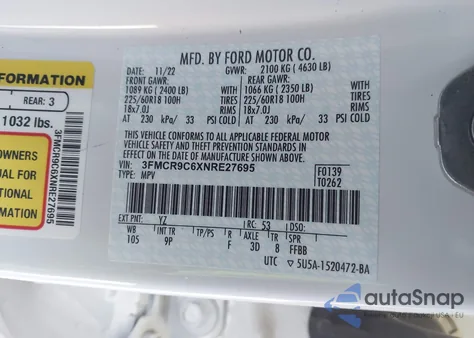 FORMATION
REAR: 3
1032 lbs.
OWNERS
UAL FOR
TIONAL
ATION
3FMCR9C6XNRE27695
MFD. BY FORD MOTOR CO.
DATE: 11/22 GVWR: 2100 KG ( 4630 LB)
FRONT GAWR: REAR GAWR:
1089 KG ( 2400 LB) 1066 KG ( 2350 LB)
225/60R18 100H TIRES 225/60R18 100H TIRES
18x7.0J RIMS 18x7.0J RIMS
AT 230 kPa/ 33 PSI COLD AT 230 kPa/ 33 PSI COLD
THIS VEHICLE CONFORMS TO ALL APPLICABLE FEDERAL MOTOR
VEHICLE SAFETY AND THEFT PREVENTION STANDARDS IN EFFECT
ON THE DATE OF MANUFACTURE SHOWN ABOVE.
VIN: 3FMCR9C6XNRE27695 F0139
TYPE: MPV T0262
EXT PNT: YZ RC: 53 DSO:
WB INT TR TP/PS R AXLE TR SPR
105 9P F 3D 8 FFBB
UTC ▽5U5A-1520472-BA
autoSnap
USA • EU